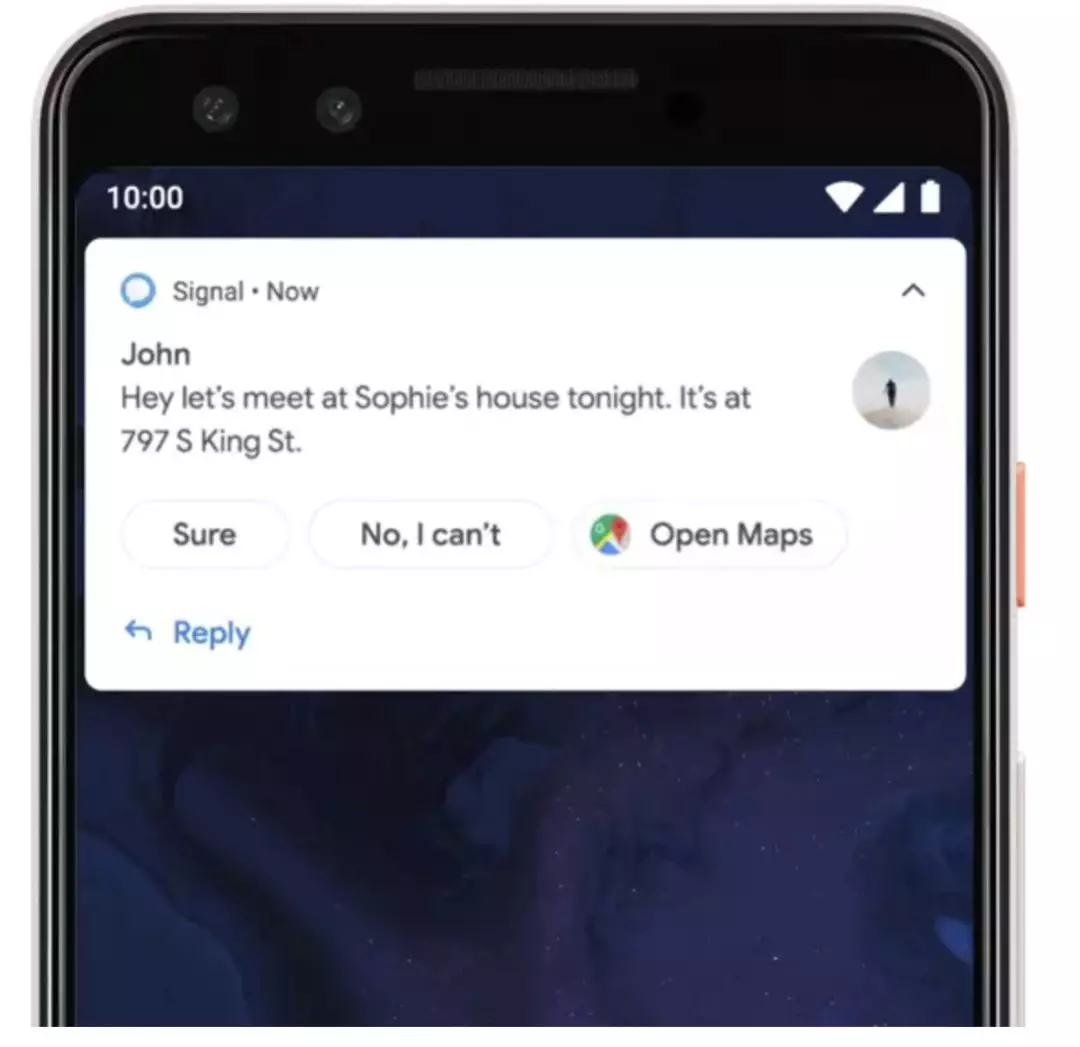 10:00
Signal • Now
John
Hey let's meet at Sophie's house tonight. It's at
797 S King St.
Sure
No, I can't
Open Maps
Reply